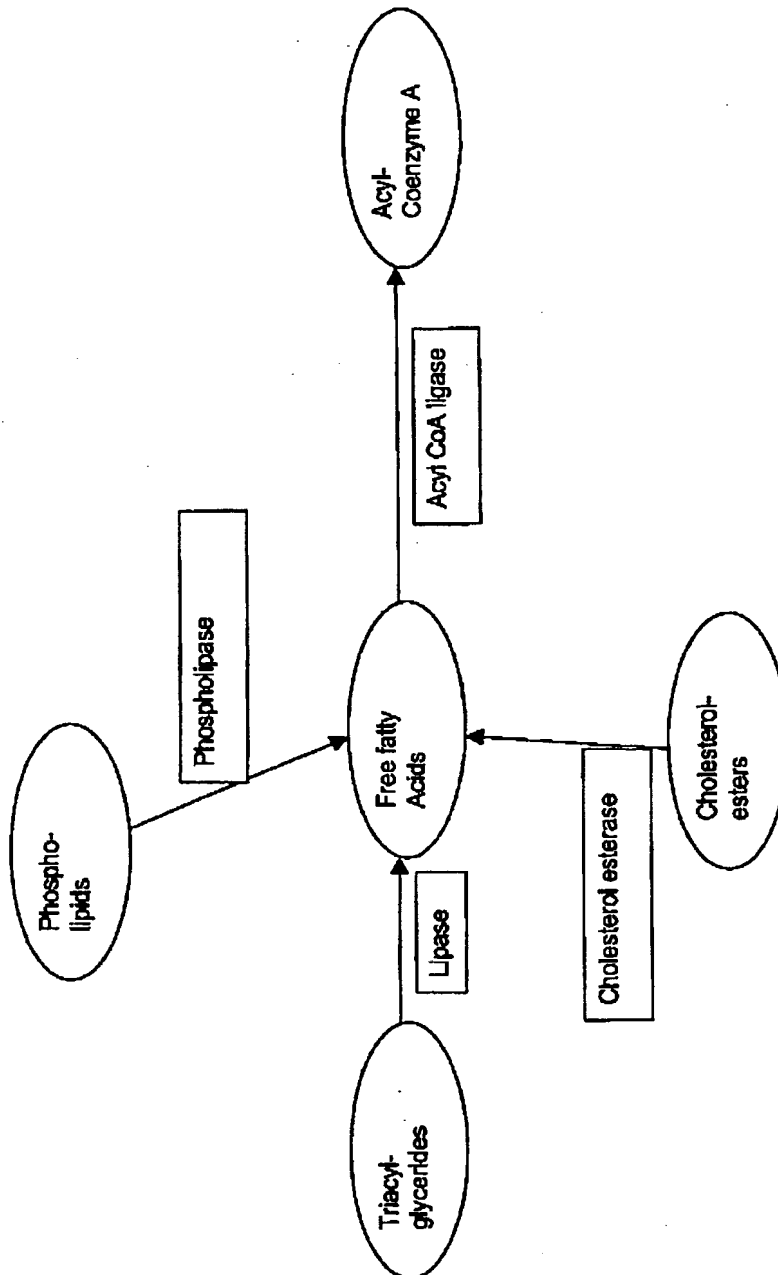 Phospho-
lipids
Phospholipase
Triacyl-
glycerides
Lipase
Free fatty
Acids
Acyl CoA ligase
Acyl-
Coenzyme A
Cholesterol esterase
Cholesterol-
esters